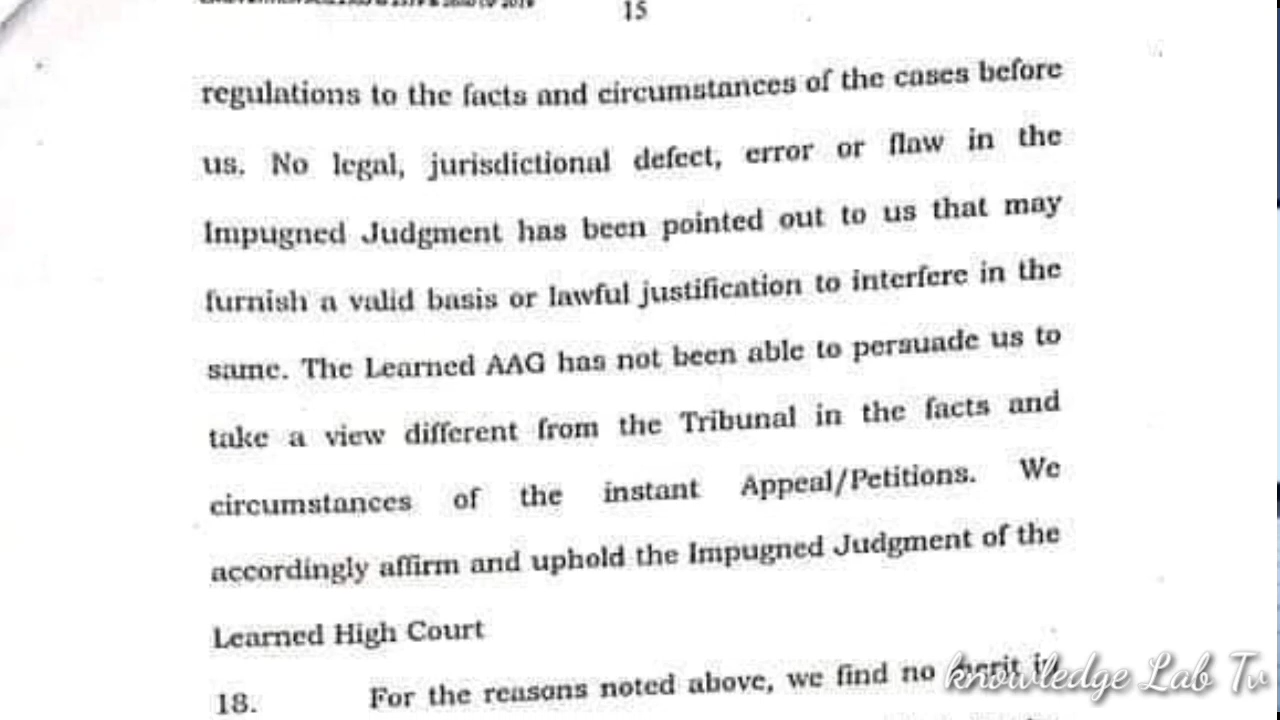 15
regulations to the facts and circumstances of the cases before
us. No legal, jurisdictional defect, error or flaw in the
Impugned Judgment has been pointed out to us that may
furnish a valid basis or lawful justification to interfere in the
same. The Learned AAG has not been able to persuade us to
take a view different from the Tribunal in the facts and
circumstances of the instant Appeal/Petitions. We
accordingly affirm and uphold the Impugned Judgment of the
Learned High Court
18. For the reasons noted above, we find no merit in
knowledge Lab Tv